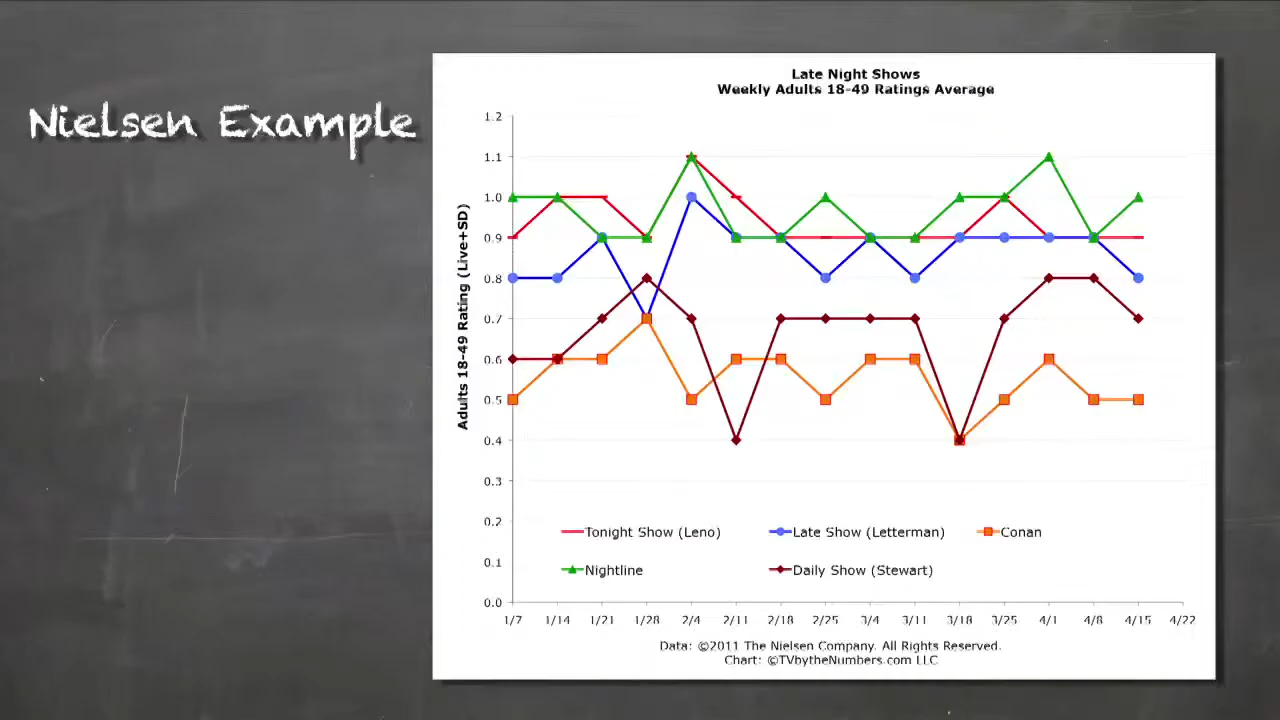 Nielsen Example
Late Night Shows
Weekly Adults 18-49 Ratings Average
Adults 18-49 Rating (Live+SD)
1.2
1.1
1.0
0.9
0.8
0.7
0.6
0.5
0.4
0.3
0.2
0.1
0.0
Tonight Show (Leno) Late Show (Letterman) Conan
Nightline Daily Show (Stewart)
1/7 1/14 1/21 1/28 2/4 2/11 2/18 2/25 3/4 3/11 3/18 3/25 4/1 4/8 4/15 4/22
Data: ©2011 The Nielsen Company. All Rights Reserved.
Chart: ©TVbytheNumbers.com LLC